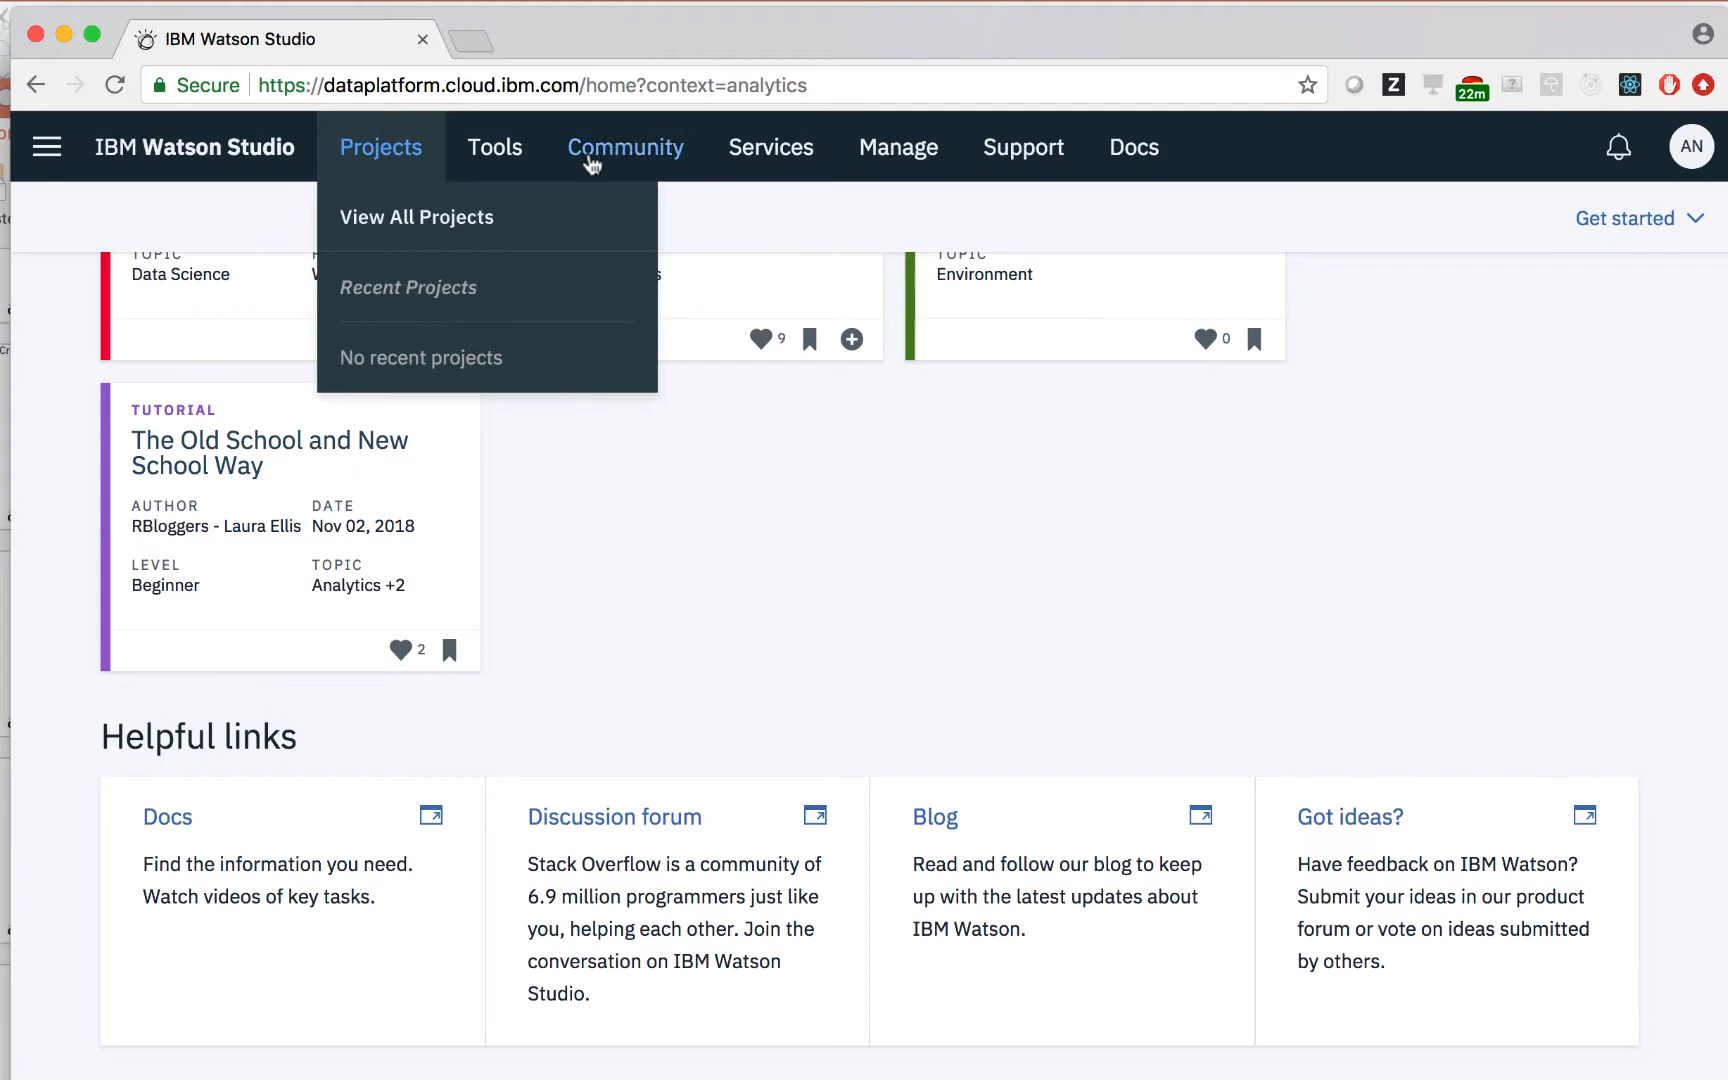 IBM Watson Studio
Secure https://dataplatform.cloud.ibm.com/home?context=analytics
Z
22m
IBM Watson Studio Projects Tools Community Services Manage Support Docs AN
View All Projects
Get started
Recent Projects
No recent projects
TOPIC
Data Science
TOPIC
Environment
9
0
TUTORIAL
The Old School and New
School Way
AUTHOR DATE
RBloggers - Laura Ellis Nov 02, 2018
LEVEL TOPIC
Beginner Analytics +2
2
Helpful links
Docs
Find the information you need.
Watch videos of key tasks.
Discussion forum
Stack Overflow is a community of
6.9 million programmers just like
you, helping each other. Join the
conversation on IBM Watson
Studio.
Blog
Read and follow our blog to keep
up with the latest updates about
IBM Watson.
Got ideas?
Have feedback on IBM Watson?
Submit your ideas in our product
forum or vote on ideas submitted
by others.